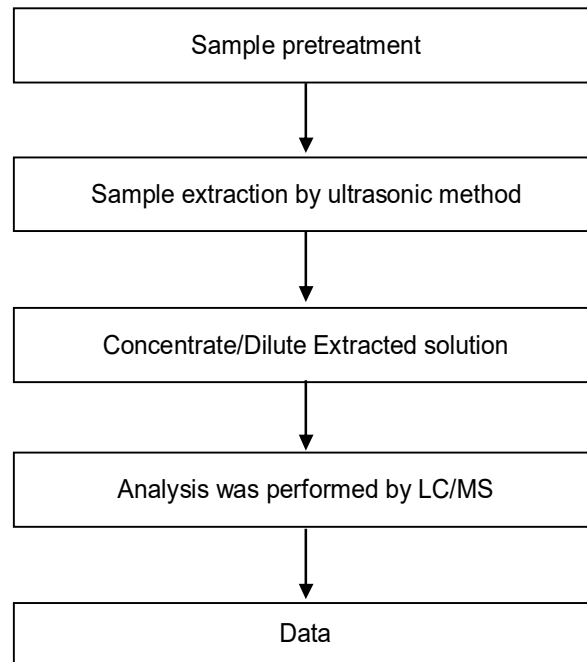 Sample pretreatment
Sample extraction by ultrasonic method
Concentrate/Dilute Extracted solution
Analysis was performed by LC/MS
Data